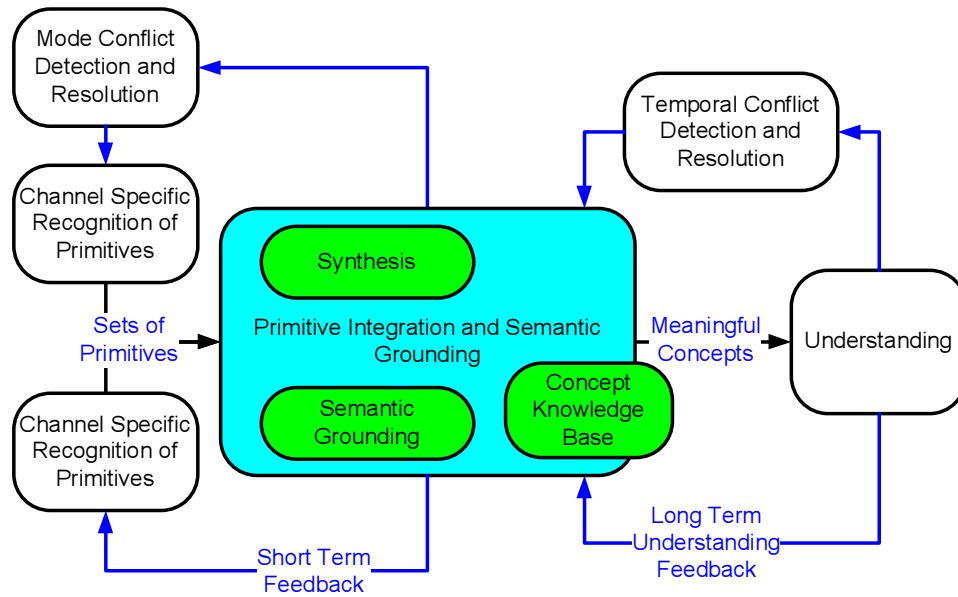 Mode Conflict
Detection and
Resolution
Channel Specific
Recognition of
Primitives
Sets of
Primitives
Channel Specific
Recognition of
Primitives
Synthesis
Primitive Integration and Semantic
Grounding
Semantic
Grounding
Concept
Knowledge
Base
Short Term
Feedback
Temporal Conflict
Detection and
Resolution
Meaningful
Concepts
Understanding
Long Term
Understanding
Feedback